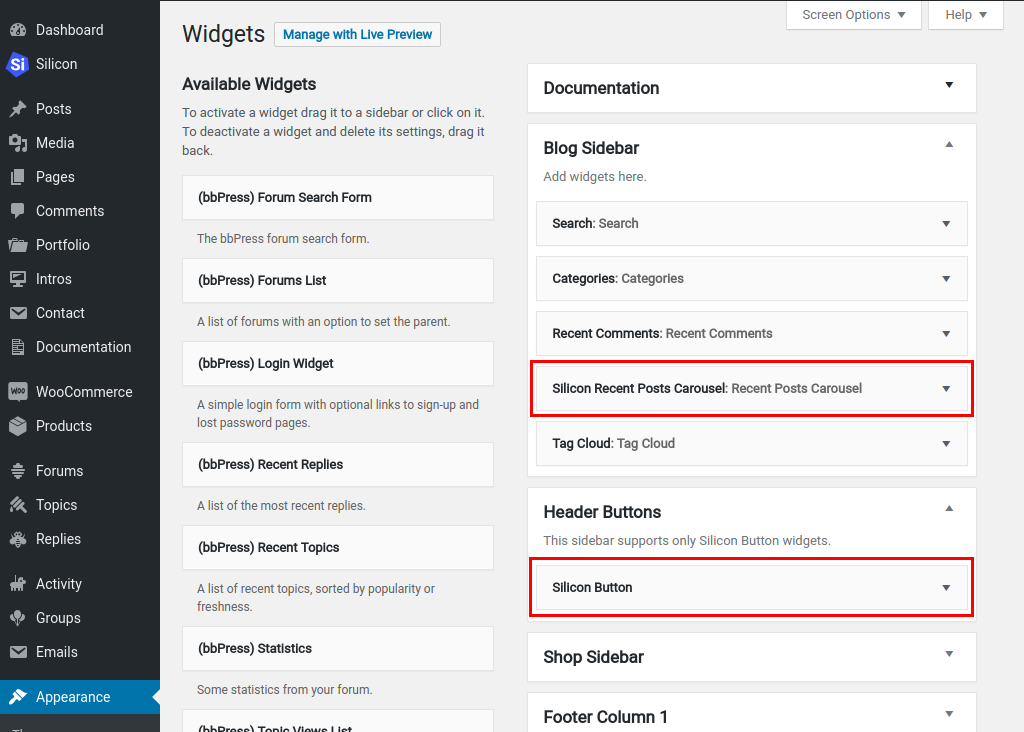 Dashboard
Si Silicon
Posts
Media
Pages
Comments
Portfolio
Intros
Contact
Documentation
WOO WooCommerce
Products
Forums
Topics
Replies
Activity
Groups
Emails
Appearance
Screen Options
Help
Widgets
Manage with Live Preview
Available Widgets
To activate a widget drag it to a sidebar or click on it.
To deactivate a widget and delete its settings, drag it
back.
(bbPress) Forum Search Form
The bbPress forum search form.
(bbPress) Forums List
A list of forums with an option to set the parent.
(bbPress) Login Widget
A simple login form with optional links to sign-up and
lost password pages.
(bbPress) Recent Replies
A list of the most recent replies.
(bbPress) Recent Topics
A list of recent topics, sorted by popularity or
freshness.
(bbPress) Statistics
Some statistics from your forum.
(bbPress) Topic Views List
Documentation
Blog Sidebar
Add widgets here.
Search: Search
Categories: Categories
Recent Comments: Recent Comments
Silicon Recent Posts Carousel: Recent Posts Carousel
Tag Cloud: Tag Cloud
Header Buttons
This sidebar supports only Silicon Button widgets.
Silicon Button
Shop Sidebar
Footer Column 1